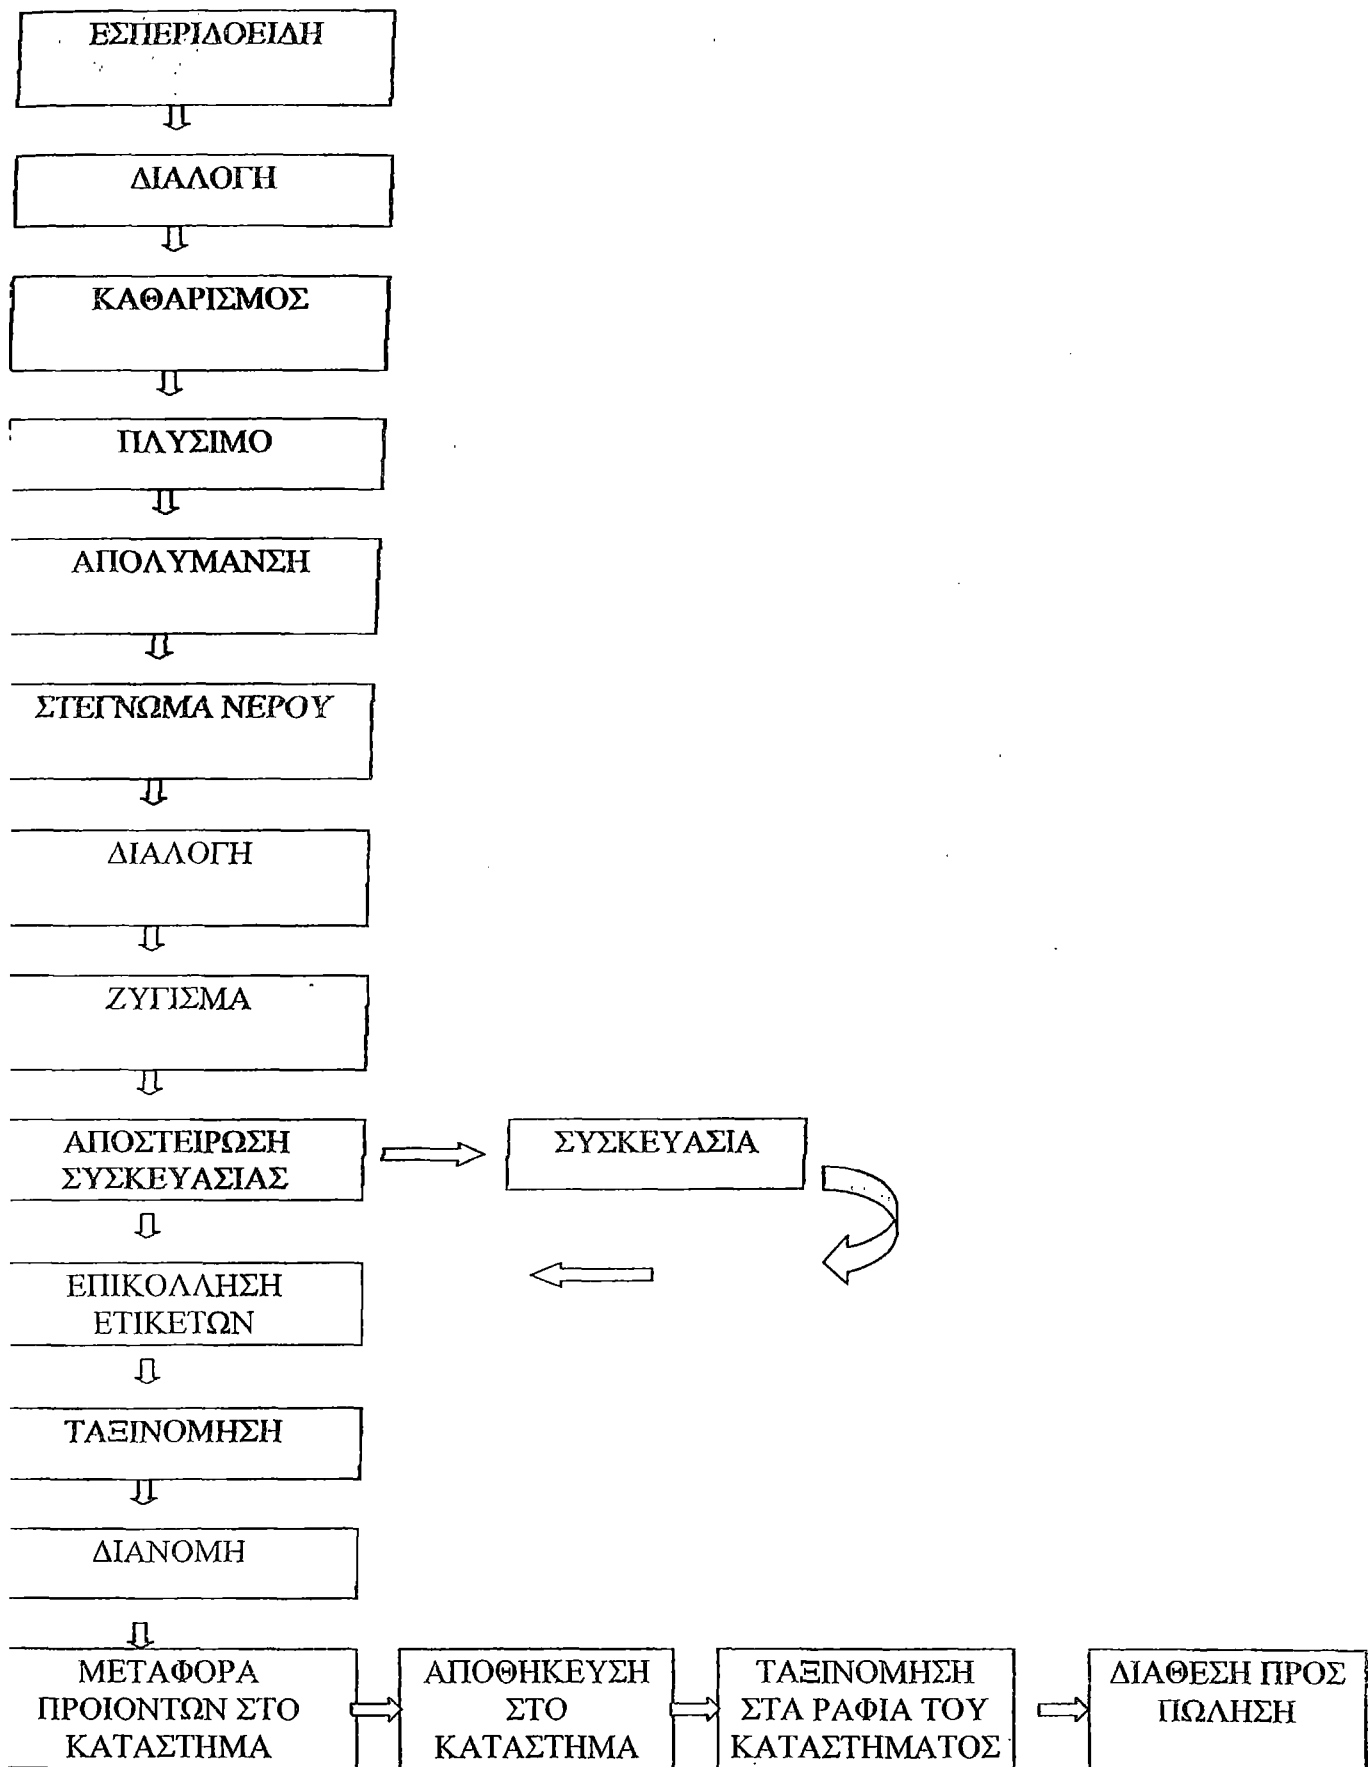 ΕΣΠΕΡΙΔΟΕΙΔΗ
ΔΙΑΛΟΓΗ
ΚΑΘΑΡΙΣΜΟΣ
ΠΛΥΣΙΜΟ
ΑΠΟΛΥΜΑΝΣΗ
ΣΤΕΓΝΩΜΑ ΝΕΡΟΥ
ΔΙΑΛΟΓΗ
ΖΥΓΙΣΜΑ
ΑΠΟΣΤΕΙΡΩΣΗ
ΣΥΣΚΕΥΑΣΙΑΣ
ΣΥΣΚΕΥΑΣΙΑ
ΕΠΙΚΟΛΛΗΣΗ
ΕΤΙΚΕΤΩΝ
ΤΑΞΙΝΟΜΗΣΗ
ΔΙΑΝΟΜΗ
ΜΕΤΑΦΟΡΑ
ΠΡΟΙΟΝΤΩΝ ΣΤΟ
ΚΑΤΑΣΤΗΜΑ
ΑΠΟΘΗΚΕΥΣΗ
ΣΤΟ
ΚΑΤΑΣΤΗΜΑ
ΤΑΞΙΝΟΜΗΣΗ
ΣΤΑ ΡΑΦΙΑ ΤΟΥ
ΚΑΤΑΣΤΗΜΑΤΟΣ
ΔΙΑΘΕΣΗ ΠΡΟΣ
ΠΩΛΗΣΗ